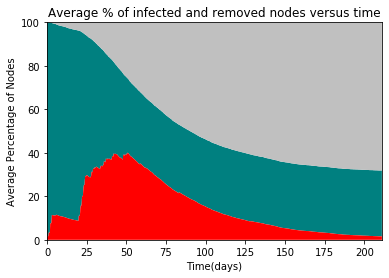 Average % of infected and removed nodes versus time
Average Percentage of Nodes
100
80
60
40
20
0
0 25 50 75 100 125 150 175 200
Time(days)